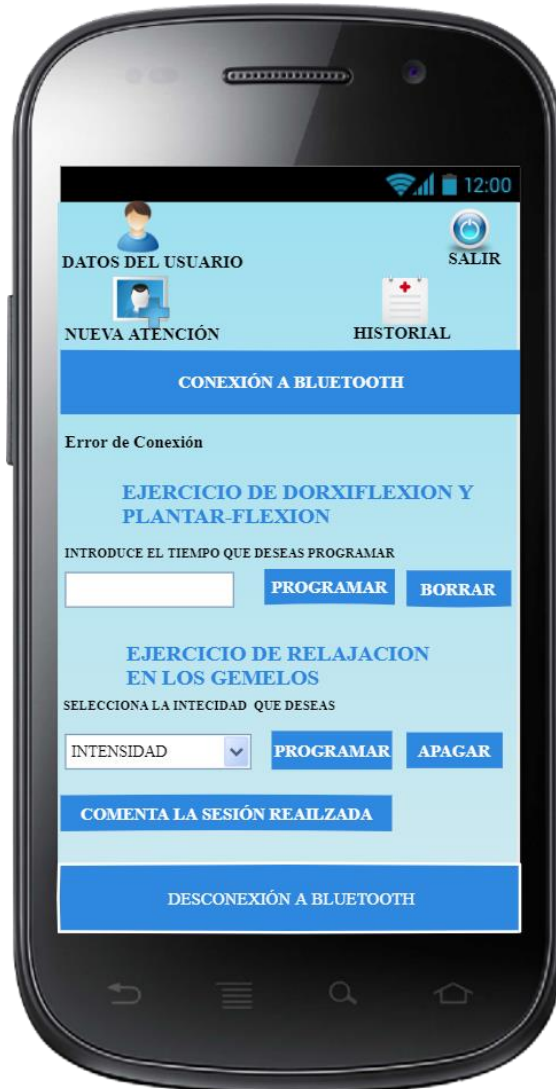 12:00
DATOS DEL USUARIO
SALIR
NUEVA ATENCIÓN
HISTORIAL
CONEXIÓN A BLUETOOTH
Error de Conexión
EJERCICIO DE DORXIFLEXION Y
PLANTAR-FLEXION
INTRODUCE EL TIEMPO QUE DESEAS PROGRAMAR
PROGRAMAR
BORRAR
EJERCICIO DE RELAJACION
EN LOS GEMELOS
SELECCIONA LA INTECIDAD QUE DESEAS
INTENSIDAD
PROGRAMAR
APAGAR
COMENTA LA SESIÓN REAILZADA
DESCONEXIÓN A BLUETOOTH